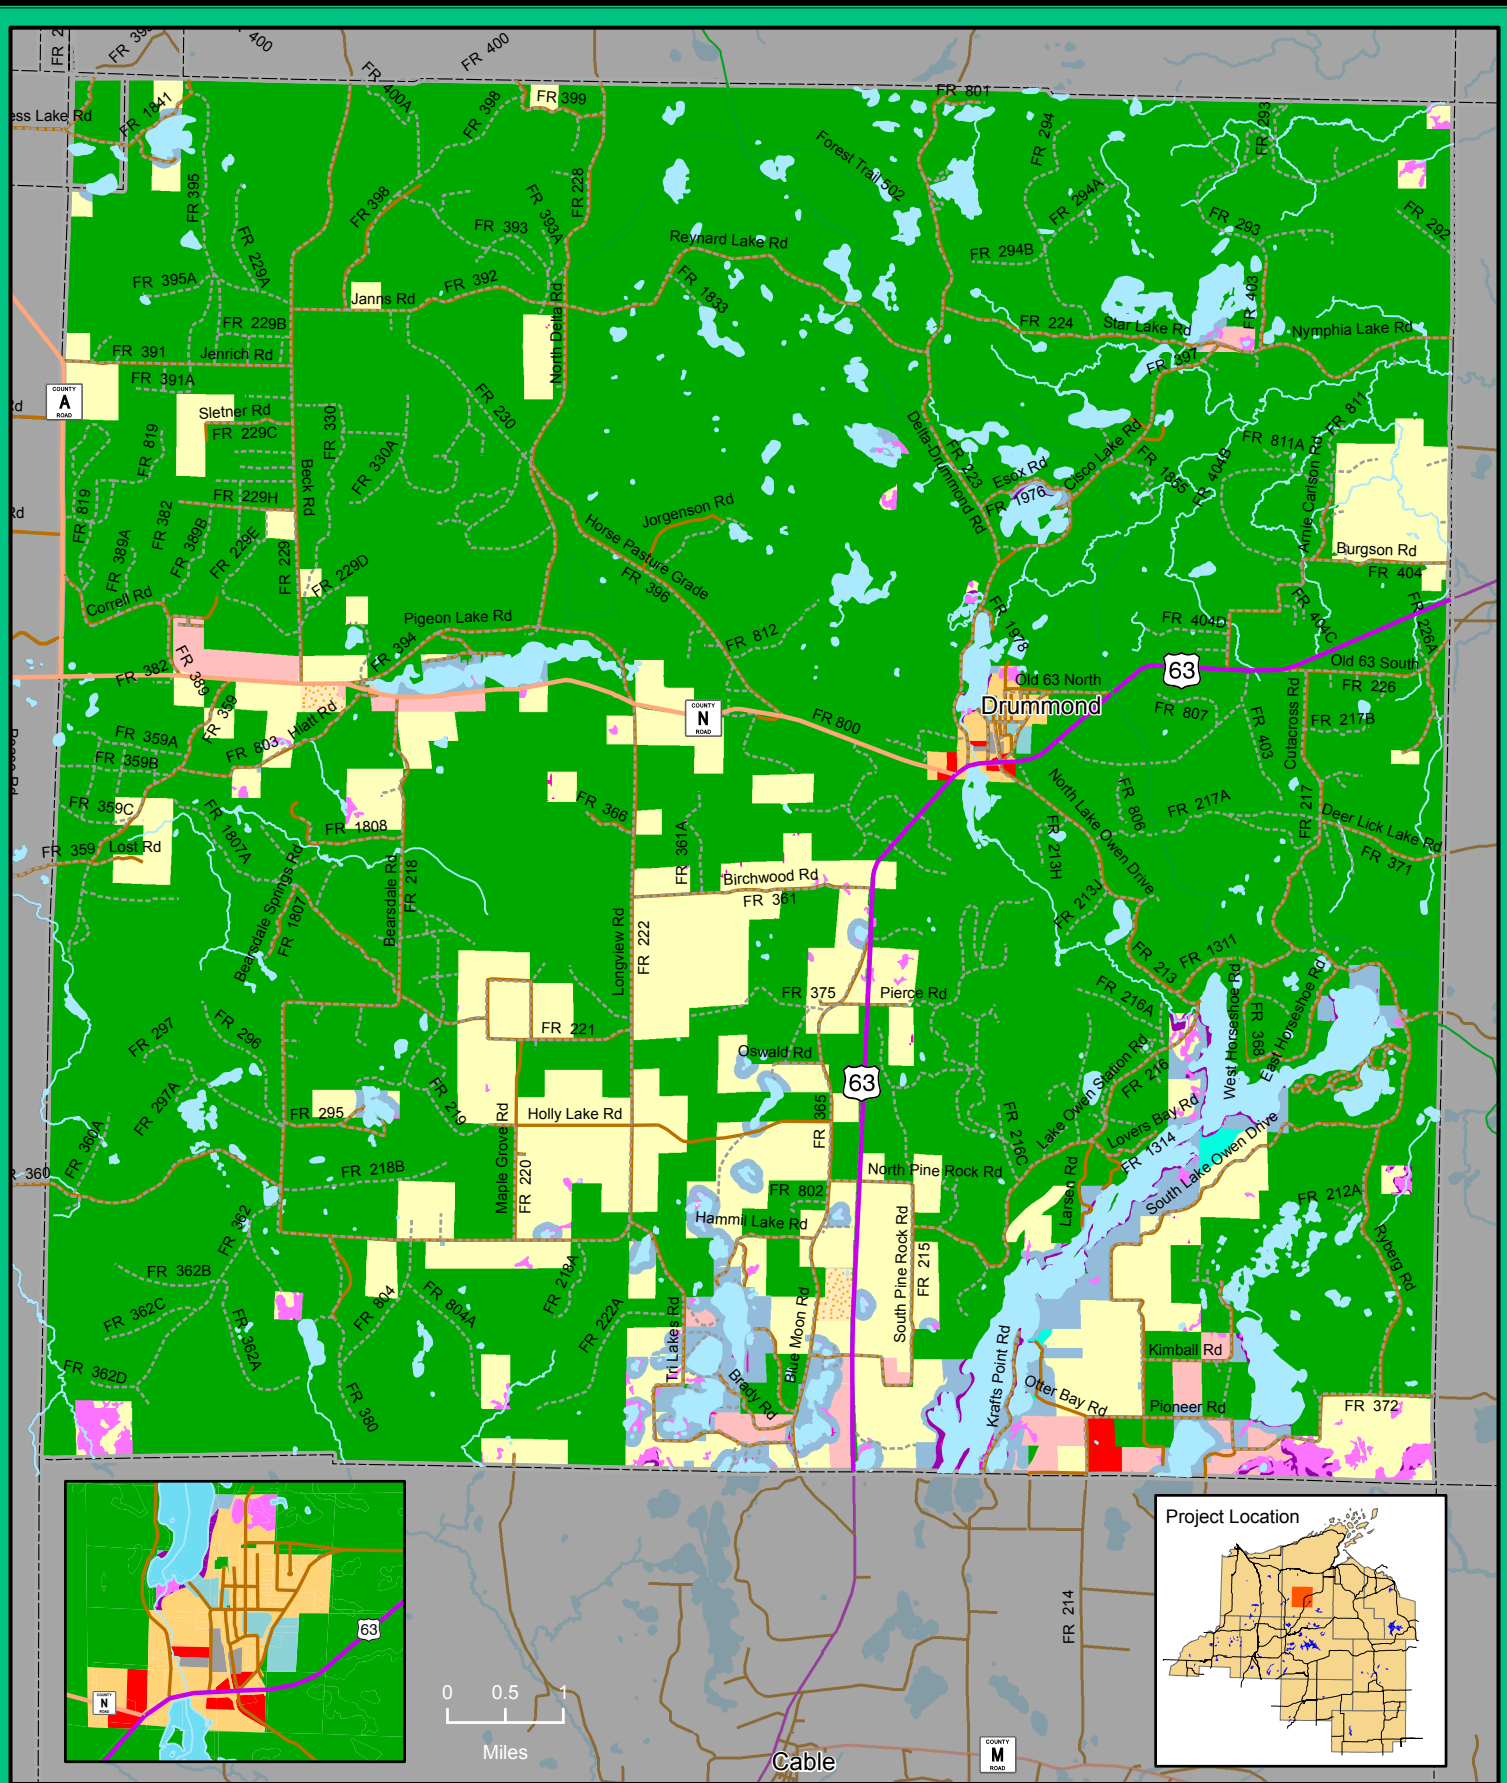 FR 400
FR 400A
FR 398
FR 399
FR 801
FR 1841
ess Lake Rd
FR 395
FR 398
FR 393
FR 393A
FR 228
Forest Trail 502
FR 294
FR 293
FR 294A
FR 293
FR 292
FR 294B
Reynard Lake Rd
FR 229A
FR 395A
FR 392
FR 1833
Janns Rd
North Delta Rd
FR 403
FR 229B
FR 224
Star Lake Rd
Nymphia Lake Rd
FR 391
Jenrich Rd
FR 397
FR 391A
COUNTY
A
ROAD
Sletner Rd
FR 229C
FR 330
FR 230
FR 819
FR 330A
Delta-Drummond Rd
FR 223
Esox Rd
Cisco Lake Rd
FR 1976
FR 1865
FR 404B
FR 811A
FR 811
Arnie Carlson Rd
Beck Rd
FR 229H
FR 819
FR 382
FR 389B
FR 389A
FR 229E
FR 229
FR 229D
Jorgenson Rd
Horse Pasture Grade
FR 396
Burgson Rd
FR 404
Correll Rd
Pigeon Lake Rd
FR 394
FR 812
FR 1978
FR 404D
FR 404C
FR 226A
FR 382
FR 389
FR 359
63
Old 63 South
Old 63 North
FR 226
Drummond
COUNTY
N
ROAD
FR 800
FR 807
FR 403
FR 217B
Cutacross Rd
Hiatt Rd
FR 803
FR 359A
FR 359B
FR 359C
FR 366
North Lake Owen Drive
FR 806
FR 217A
FR 217
Deer Lick Lake Rd
FR 371
FR 1807A
FR 1808
FR 359
Lost Rd
FR 361A
FR 213H
FR 213J
Birchwood Rd
FR 361
Bearsdale Springs Rd
FR 1807
Bearsdale Rd
FR 218
Longview Rd
FR 222
FR 213
FR 1311
FR 375
Pierce Rd
FR 216A
West Horseshoe Rd
FR 368
East Horseshoe Rd
FR 297
FR 296
FR 221
Oswald Rd
63
Lake Owen Station Rd
FR 216
FR 297A
FR 295
FR 219
Holly Lake Rd
FR 365
Lovers Bay Rd
FR 1314
South Lake Owen Drive
FR 360A
FR 218B
Maple Grove Rd
FR 220
FR 216C
North Pine Rock Rd
Larsen Rd
FR 212A
FR 802
Hammil Lake Rd
FR 362
South Pine Rock Rd
FR 215
Ryberg Rd
FR 362B
FR 362C
FR 362A
FR 804
FR 804A
FR 218A
FR 222A
Tri Lakes Rd
Blue Moon Rd
Brady Rd
Krafts Point Rd
Kimball Rd
FR 362D
FR 380
Otter Bay Rd
Pioneer Rd
FR 372
63
COUNTY
N
ROAD
0 0.5 1
Miles
FR 214
Project Location
COUNTY
M
ROAD
Cable